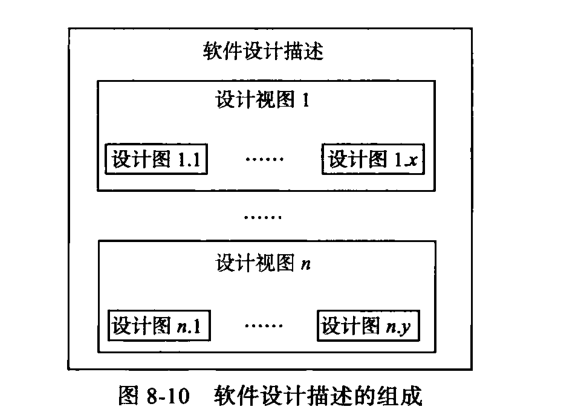 软件设计描述
设计视图 1
设计图 1.1 …… 设计图 1.x
……
设计视图 n
设计图 n.1 …… 设计图 n.y
图 8-10 软件设计描述的组成